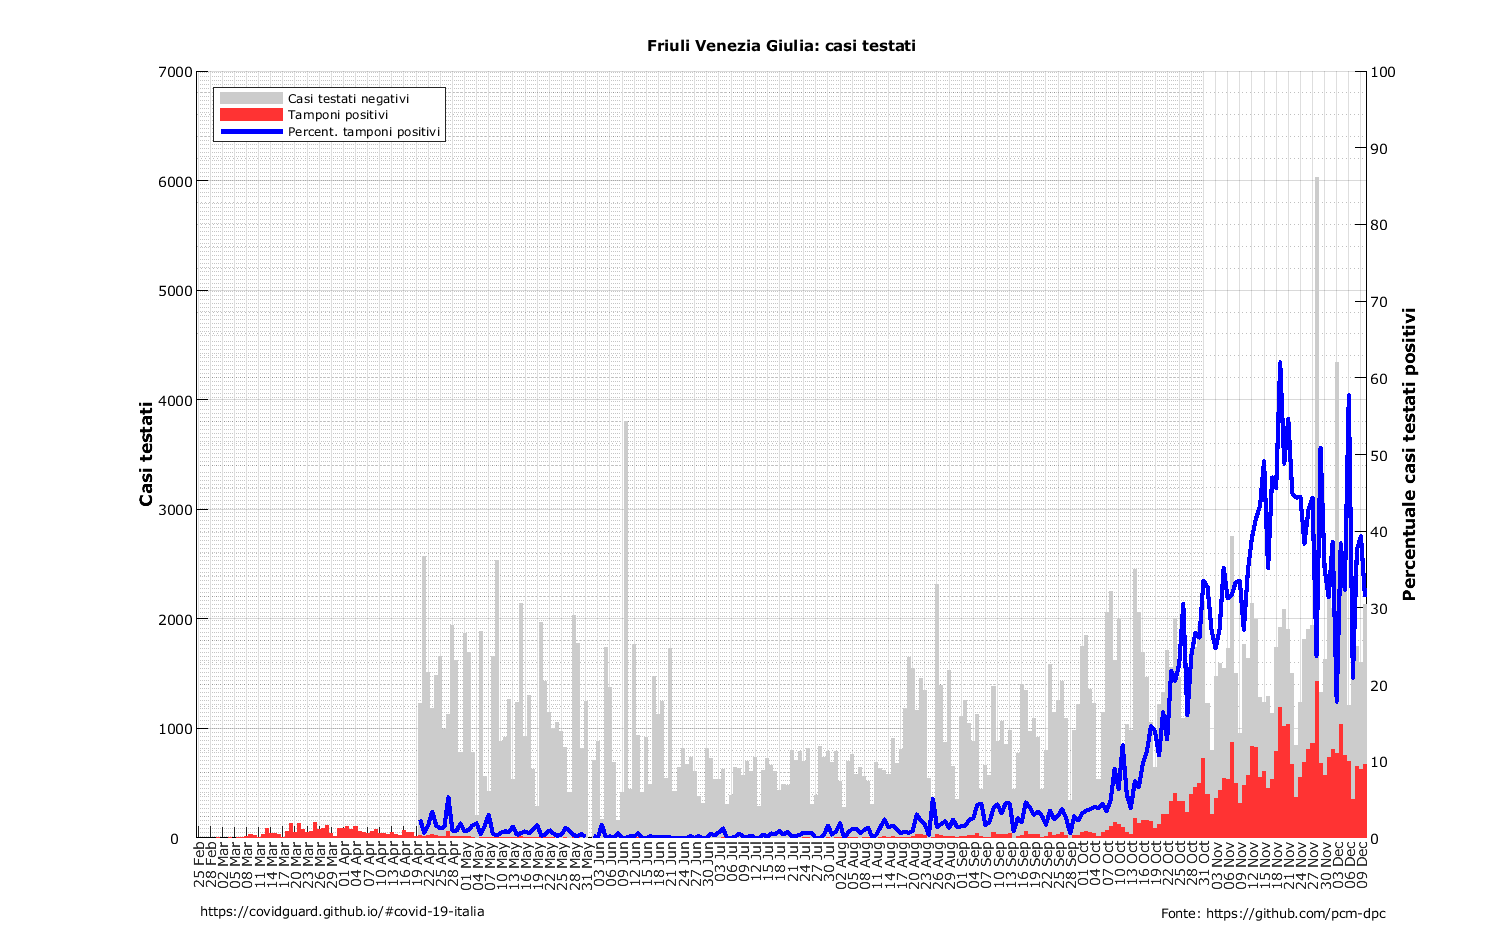 Friuli Venezia Giulia: casi testati
7000
6000
5000
4000
3000
2000
1000
0
Casi testati
Casi testati negativi
Tamponi positivi
Percent. tamponi positivi
100
90
80
70
60
50
40
30
20
10
0
Percentuale casi testati positivi
25 Feb
28 Feb
02 Mar
05 Mar
08 Mar
11 Mar
14 Mar
17 Mar
20 Mar
23 Mar
26 Mar
29 Mar
01 Apr
04 Apr
07 Apr
10 Apr
13 Apr
16 Apr
19 Apr
22 Apr
25 Apr
28 Apr
01 May
04 May
07 May
10 May
13 May
16 May
19 May
22 May
25 May
28 May
31 May
03 Jun
06 Jun
09 Jun
12 Jun
15 Jun
18 Jun
21 Jun
24 Jun
27 Jun
30 Jun
03 Jul
06 Jul
09 Jul
12 Jul
15 Jul
18 Jul
21 Jul
24 Jul
27 Jul
30 Jul
02 Aug
05 Aug
08 Aug
11 Aug
14 Aug
17 Aug
20 Aug
23 Aug
26 Aug
29 Aug
01 Sep
04 Sep
07 Sep
10 Sep
13 Sep
16 Sep
19 Sep
22 Sep
25 Sep
28 Sep
01 Oct
04 Oct
07 Oct
10 Oct
13 Oct
16 Oct
19 Oct
22 Oct
25 Oct
28 Oct
31 Oct
03 Nov
06 Nov
09 Nov
12 Nov
15 Nov
18 Nov
21 Nov
24 Nov
27 Nov
30 Nov
03 Dec
06 Dec
09 Dec
https://covidguard.github.io/#covid-19-italia
Fonte: https://github.com/pcm-dpc